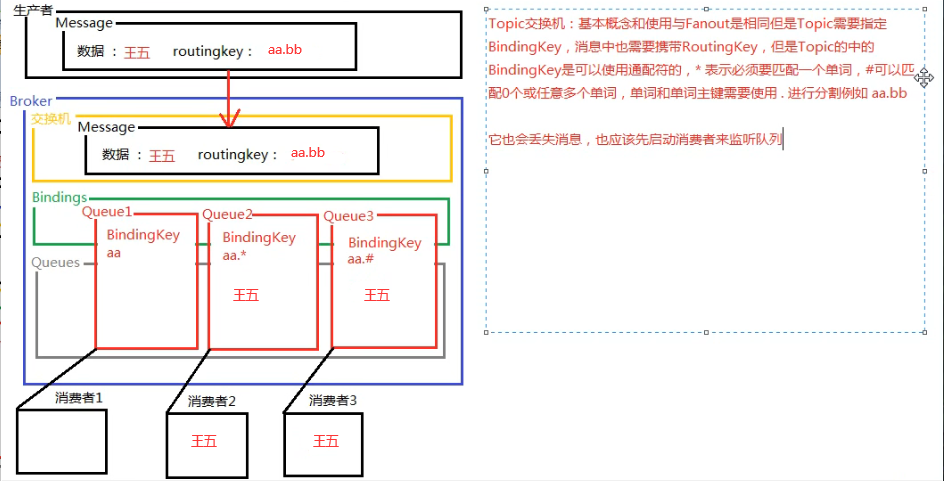 生产者
Message
数据 : 王五 routingkey : aa.bb
Broker
交换机
Message
数据 : 王五 routingkey : aa.bb
Bindings
Queue1 Queue2 Queue3
BindingKey BindingKey BindingKey
aa aa.* aa.#
Queues
王五 王五
消费者1 消费者2 消费者3
王五 王五
Topic交换机：基本概念和使用与Fanout是相同但是Topic需要指定
BindingKey，消息中也需要携带RoutingKey，但是Topic的中的
BindingKey是可以使用通配符的，* 表示必须要匹配一个单词，#可以匹
配0个或任意多个单词，单词和单词主键需要使用 . 进行分割例如 aa.bb
它也会丢失消息，也应该先启动消费者来监听队列